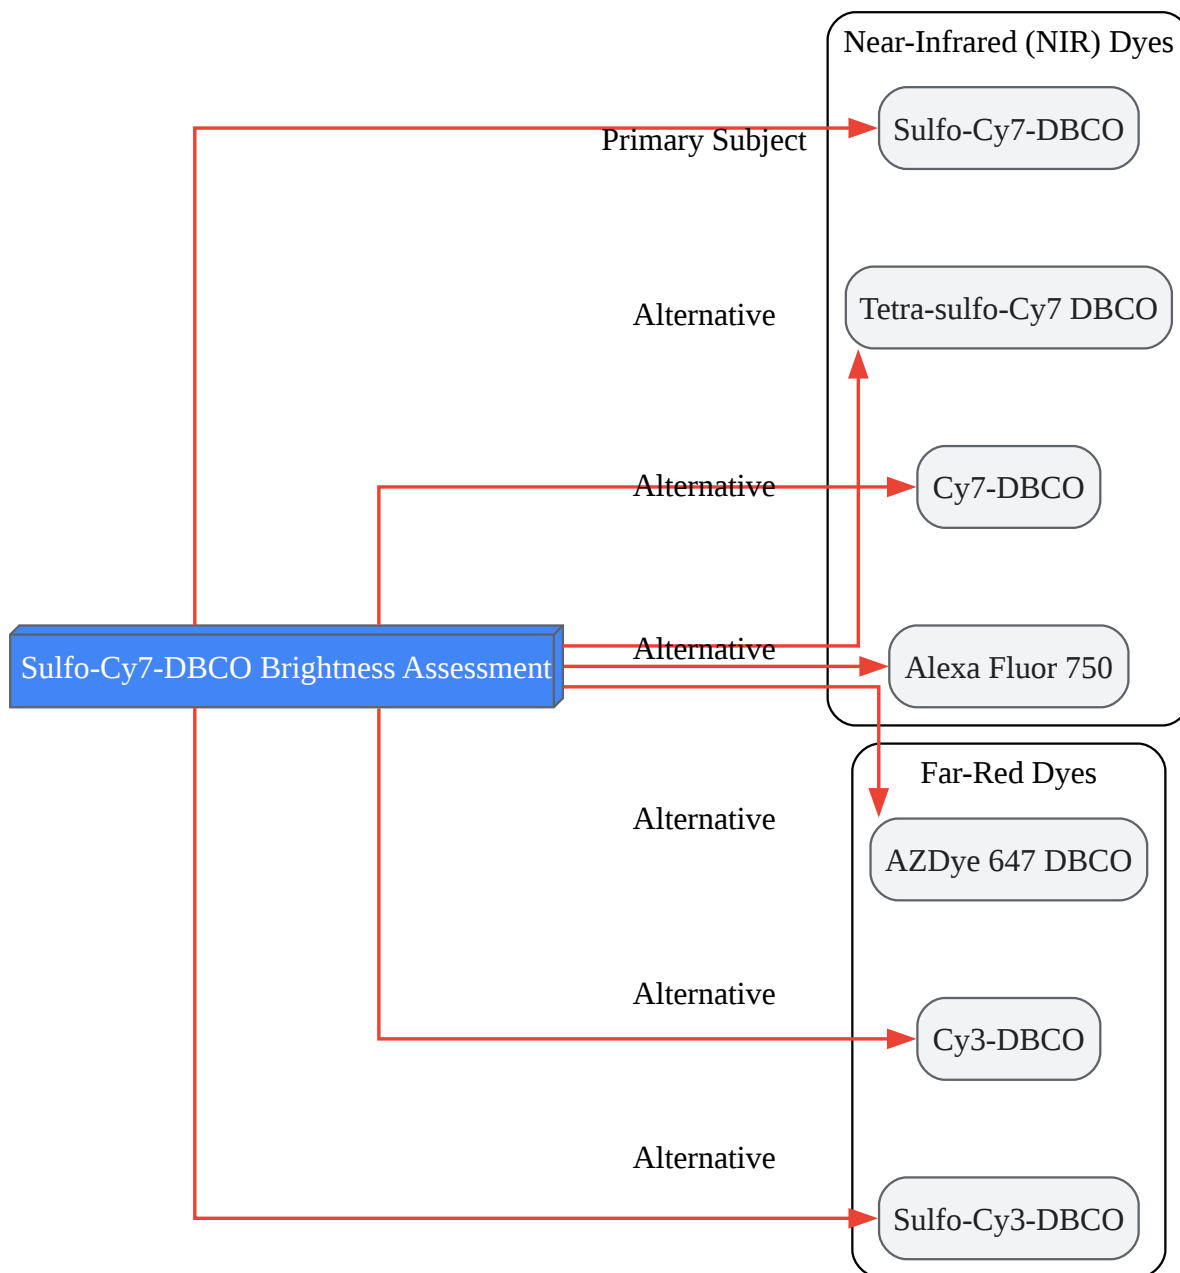 Near-Infrared (NIR) Dyes
Primary Subject
Sulfo-Cy7-DBCO
Alternative
Tetra-sulfo-Cy7 DBCO
Alternative
Cy7-DBCO
Sulfo-Cy7-DBCO Brightness Assessment
Alternative
Alexa Fluor 750
Far-Red Dyes
Alternative
AZDye 647 DBCO
Alternative
Cy3-DBCO
Alternative
Sulfo-Cy3-DBCO